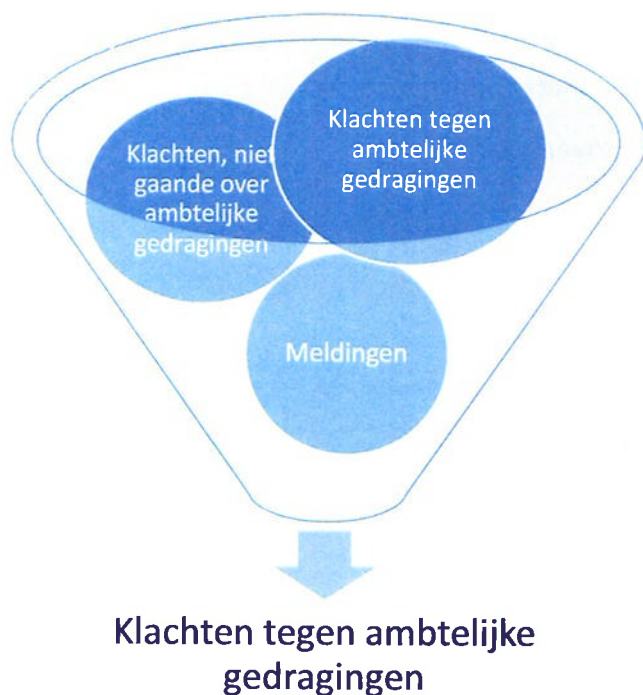 Klachten tegen
ambtelijke
gedragingen
Klachten, niet
gaande over
ambtelijke
gedragingen
Meldingen
Klachten tegen ambtelijke
gedragingen